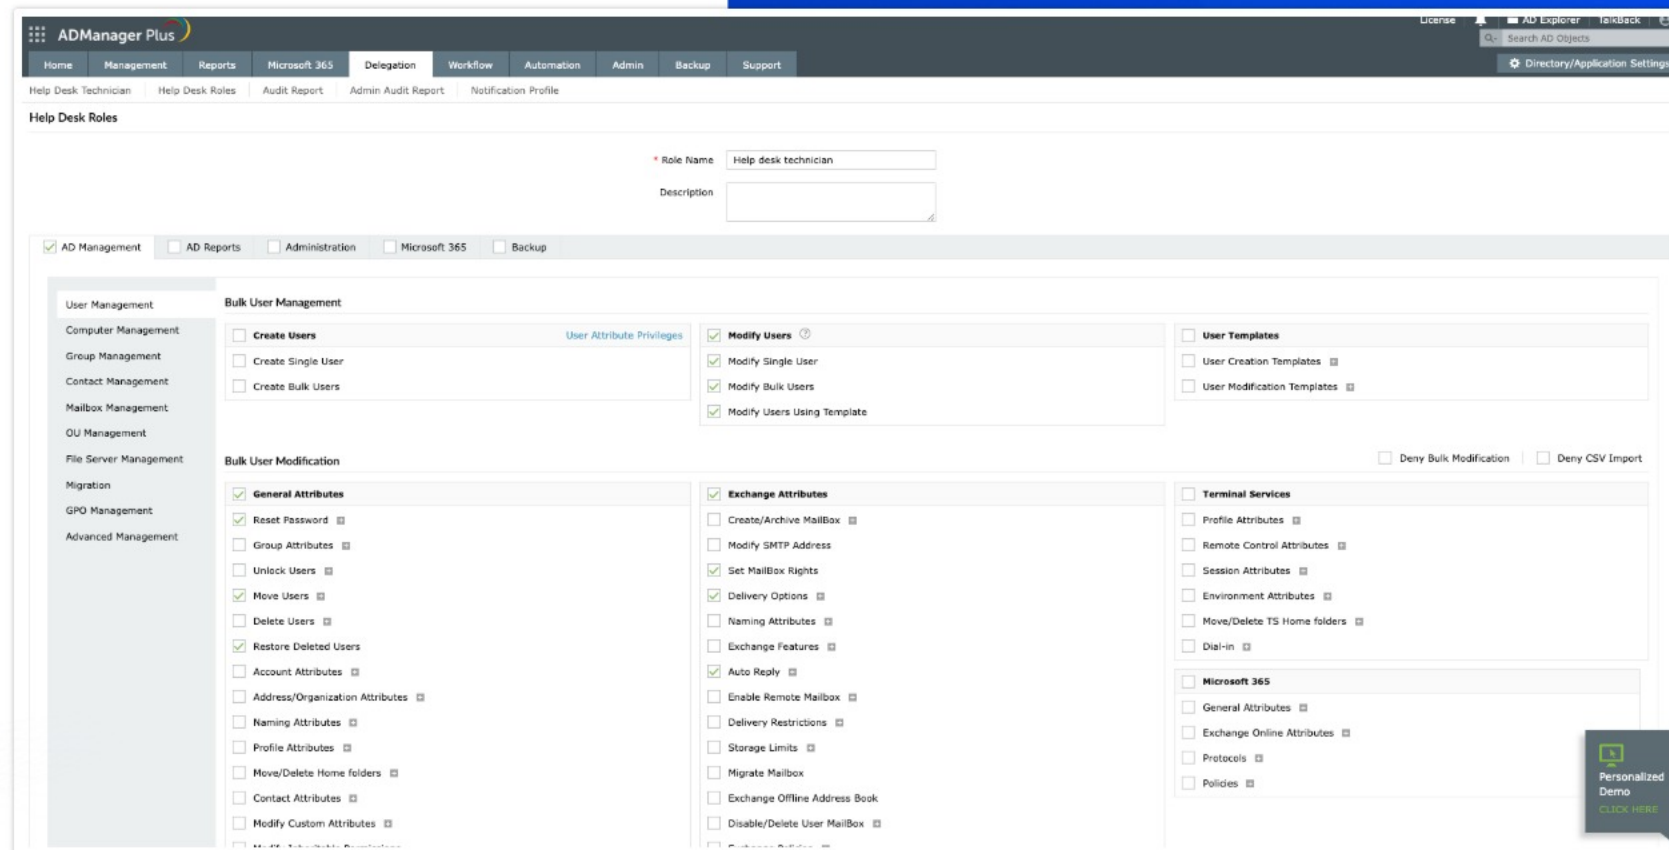 License AD Explorer TalkBack
ADManager Plus
Search AD Objects
Home Management Reports Microsoft 365 Delegation Workflow Automation Admin Backup Support
Directory/Application Settings
Help Desk Technician Help Desk Roles Audit Report Admin Audit Report Notification Profile
Help Desk Roles
* Role Name Help desk technician
Description
AD Management AD Reports Administration Microsoft 365 Backup
User Management
Computer Management
Group Management
Contact Management
Mailbox Management
OU Management
File Server Management
Migration
GPO Management
Advanced Management
Bulk User Management
Create Users User Attribute Privileges
Create Single User
Create Bulk Users
Modify Users
Modify Single User
Modify Bulk Users
Modify Users Using Template
User Templates
User Creation Templates
User Modification Templates
Bulk User Modification
Deny Bulk Modification Deny CSV Import
General Attributes
Reset Password
Group Attributes
Unlock Users
Move Users
Delete Users
Restore Deleted Users
Account Attributes
Address/Organization Attributes
Naming Attributes
Profile Attributes
Move/Delete Home folders
Contact Attributes
Modify Custom Attributes
Exchange Attributes
Create/Archive MailBox
Modify SMTP Address
Set MailBox Rights
Delivery Options
Naming Attributes
Exchange Features
Auto Reply
Enable Remote Mailbox
Delivery Restrictions
Storage Limits
Migrate Mailbox
Exchange Offline Address Book
Disable/Delete User MailBox
Terminal Services
Profile Attributes
Remote Control Attributes
Session Attributes
Environment Attributes
Move/Delete TS Home folders
Dial-in
Microsoft 365
General Attributes
Exchange Online Attributes
Protocols
Policies
Personalized
Demo
CLICK HERE